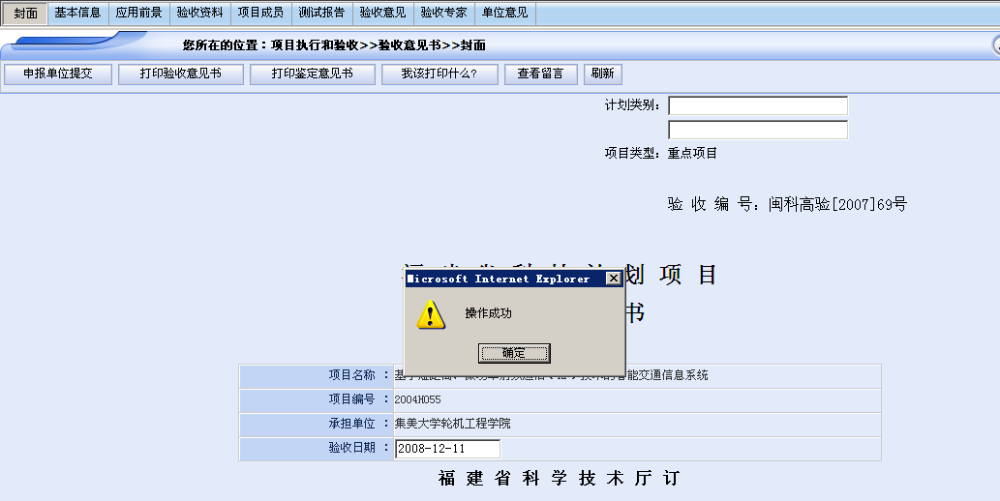 封面 基本信息 应用前景 验收资料 项目成员 测试报告 验收意见 验收专家 单位意见
您所在的位置：项目执行和验收>>验收意见书>>封面
申报单位提交 打印验收意见书 打印鉴定意见书 我该打印什么? 查看留言 刷新
计划类别：
项目类型：重点项目
验 收 编 号：闽科高验[2007]69号
划 项 目
书
Microsoft Internet Explorer
操作成功
确定
项目名称 ： 能交通信息系统
项目编号 ： 2004H055
承担单位 ： 集美大学轮机工程学院
验收日期 ： 2008-12-11
福 建 省 科 学 技 术 厅 订